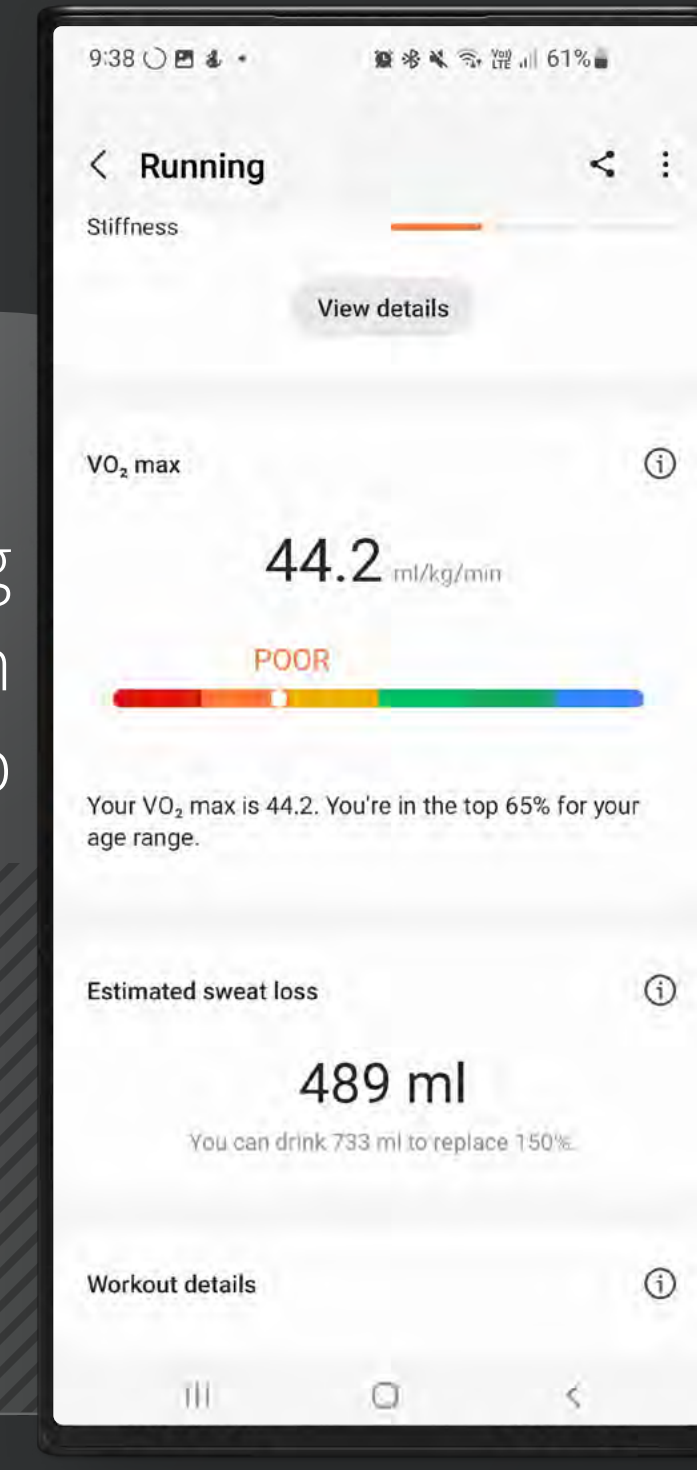 9:38
Vo))
LTE
61%
Running
Stiffness
View details
VO₂ max
44.2 ml/kg/min
POOR
Your VO₂ max is 44.2. You're in the top 65% for your
age range.
Estimated sweat loss
489 ml
You can drink 733 ml to replace 150%.
Workout details